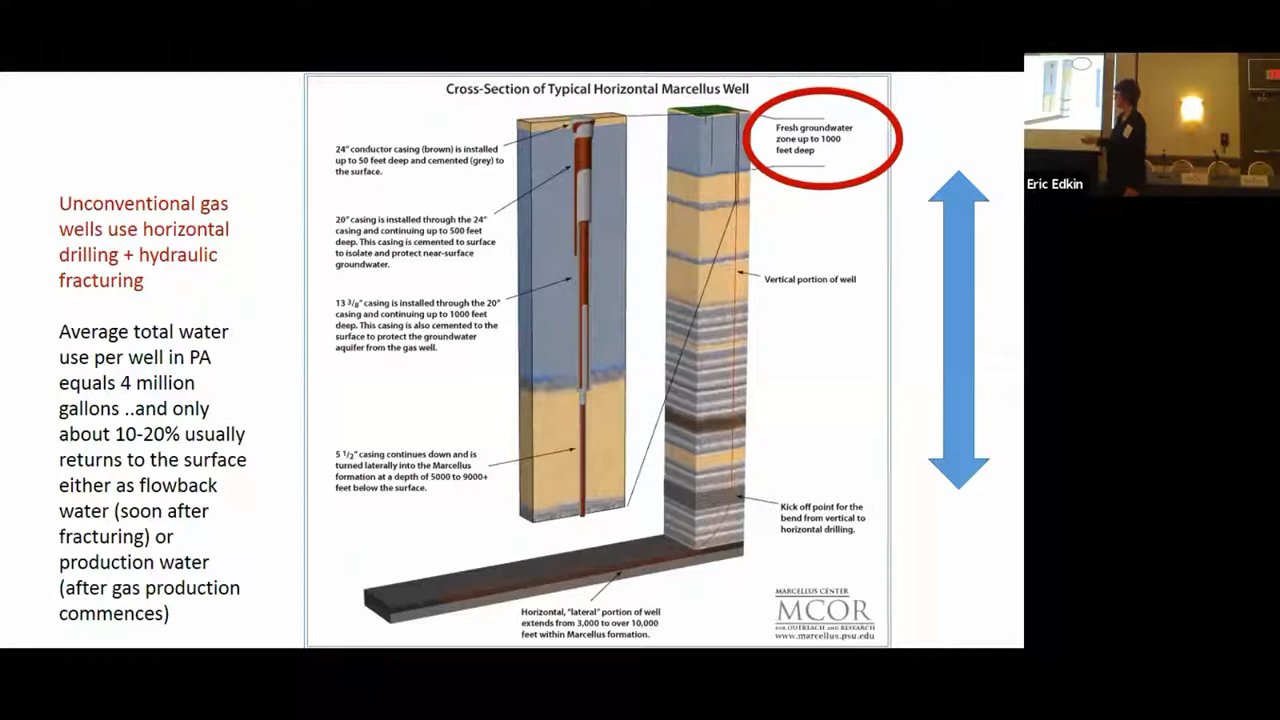 Cross-Section of Typical Horizontal Marcellus Well
Unconventional gas
wells use horizontal
drilling + hydraulic
fracturing
Average total water
use per well in PA
equals 4 million
gallons ..and only
about 10-20% usually
returns to the surface
either as flowback
water (soon after
fracturing) or
production water
(after gas production
commences)
24" conductor casing (brown) is installed
up to 50 feet deep and cemented (grey) to
the surface.
20" casing is installed through the 24"
casing and continuing up to 500 feet
deep. This casing is cemented to surface
to isolate and protect near-surface
groundwater.
13 3/8" casing is installed through the 20"
casing and continuing up to 1000 feet
deep. This casing is also cemented to the
surface to protect the groundwater
aquifer from the gas well.
5 1/2" casing continues down and is
turned laterally into the Marcellus
formation at a depth of 5000 to 9000+
feet below the surface.
Fresh groundwater
zone up to 1000
feet deep
Vertical portion of well
Kick off point for the
bend from vertical to
horizontal drilling.
Horizontal, "lateral" portion of well
extends from 3,000 to over 10,000
feet within Marcellus formation.
MARCELLUS CENTER
MCOR
FOR OUTREACH AND RESEARCH
www.marcellus.psu.edu
Eric Edkin